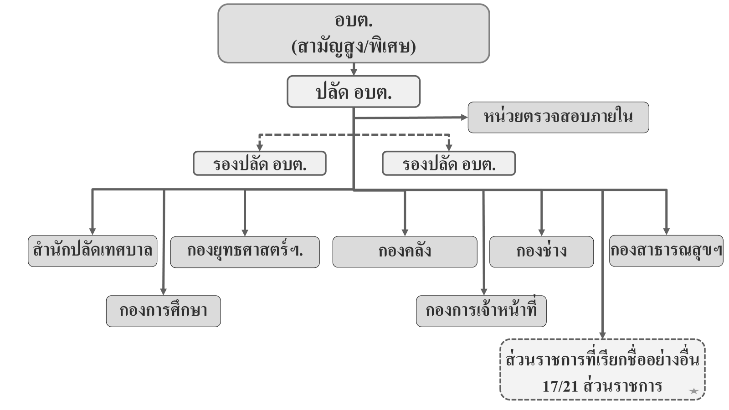 อบต.
(สามัญสูง/พิเศษ)
ปลัด อบต.
หน่วยตรวจสอบภายใน
รองปลัด อบต.
รองปลัด อบต.
สำนักปลัดเทศบาล
กองยุทธศาสตร์ฯ.
กองคลัง
กองช่าง
กองสาธารณสุขฯ
กองการศึกษา
กองการเจ้าหน้าที่
ส่วนราชการที่เรียกชื่ออย่างอื่น
17/21 ส่วนราชการ